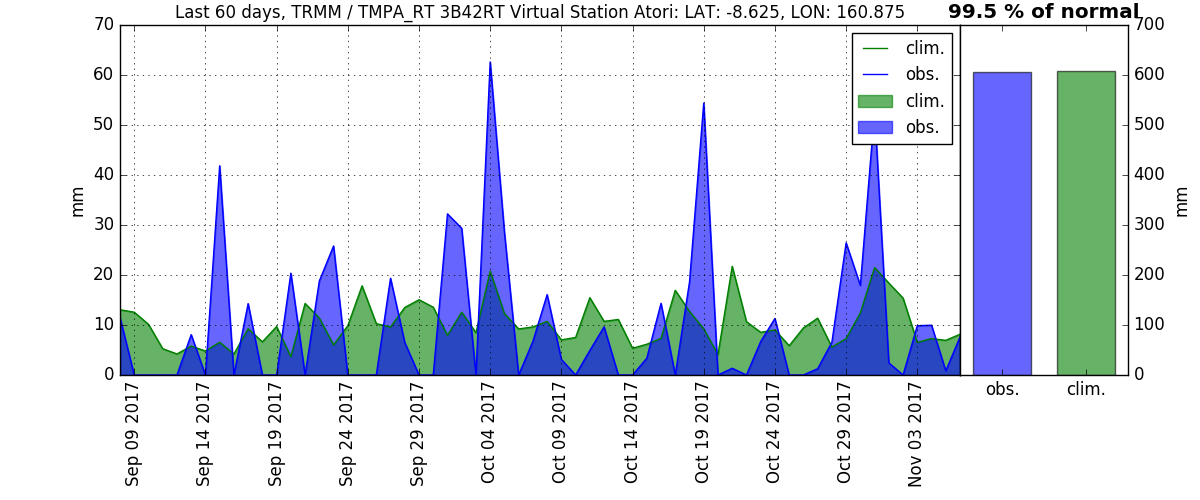 Last 60 days, TRMM / TMPA_RT 3B42RT Virtual Station Atori: LAT: -8.625, LON: 160.875
99.5 % of normal
70
60
50
40
30
20
10
0
mm
clim.
obs.
clim.
obs.
700
600
500
400
300
200
100
0
mm
Sep 09 2017
Sep 14 2017
Sep 19 2017
Sep 24 2017
Sep 29 2017
Oct 04 2017
Oct 09 2017
Oct 14 2017
Oct 19 2017
Oct 24 2017
Oct 29 2017
Nov 03 2017
obs.
clim.